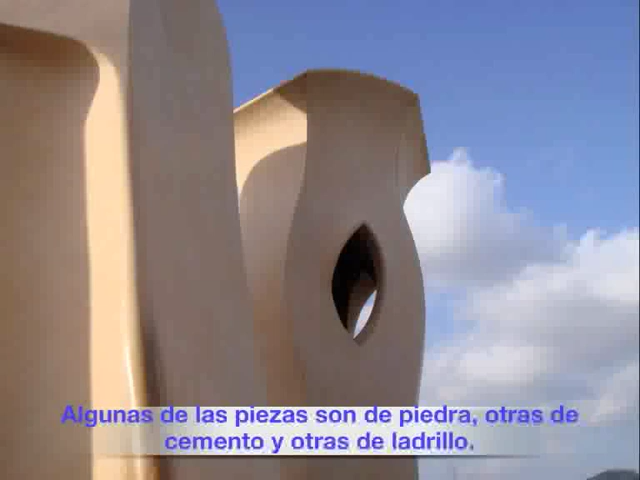 Algunas de las piezas son de piedra, otras de
cemento y otras de ladrillo.